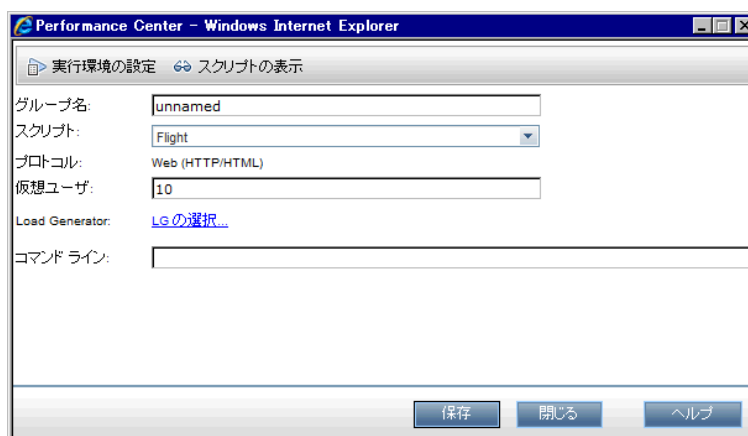 Performance Center - Windows Internet Explorer
実行環境の設定 スクリプトの表示
グループ名: unnamed
スクリプト: Flight
プロトコル: Web (HTTP/HTML)
仮想ユーザ: 10
Load Generator: LG の選択...
コマンド ライン:
保存 閉じる ヘルプ